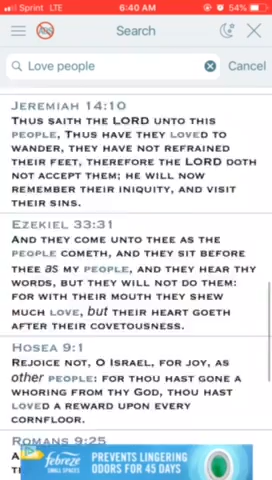 Sprint LTE 6:40 AM 54%
Search
Love people Cancel
Jeremiah 14:10
Thus saith the LORD unto this
people, Thus have they loved to
wander, they have not refrained
their feet, therefore the LORD doth
not accept them; he will now
remember their iniquity, and visit
their sins.
Ezekiel 33:31
And they come unto thee as the
people cometh, and they sit before
thee as my people, and they hear thy
words, but they will not do them:
for with their mouth they shew
much love, but their heart goeth
after their covetousness.
Hosea 9:1
Rejoice not, O Israel, for joy, as
other people: for thou hast gone a
whoring from thy God, thou hast
loved a reward upon every
cornfloor.
Romans 9:25
febreze
SMALL SPACES
PREVENTS LINGERING
ODORS FOR 45 DAYS